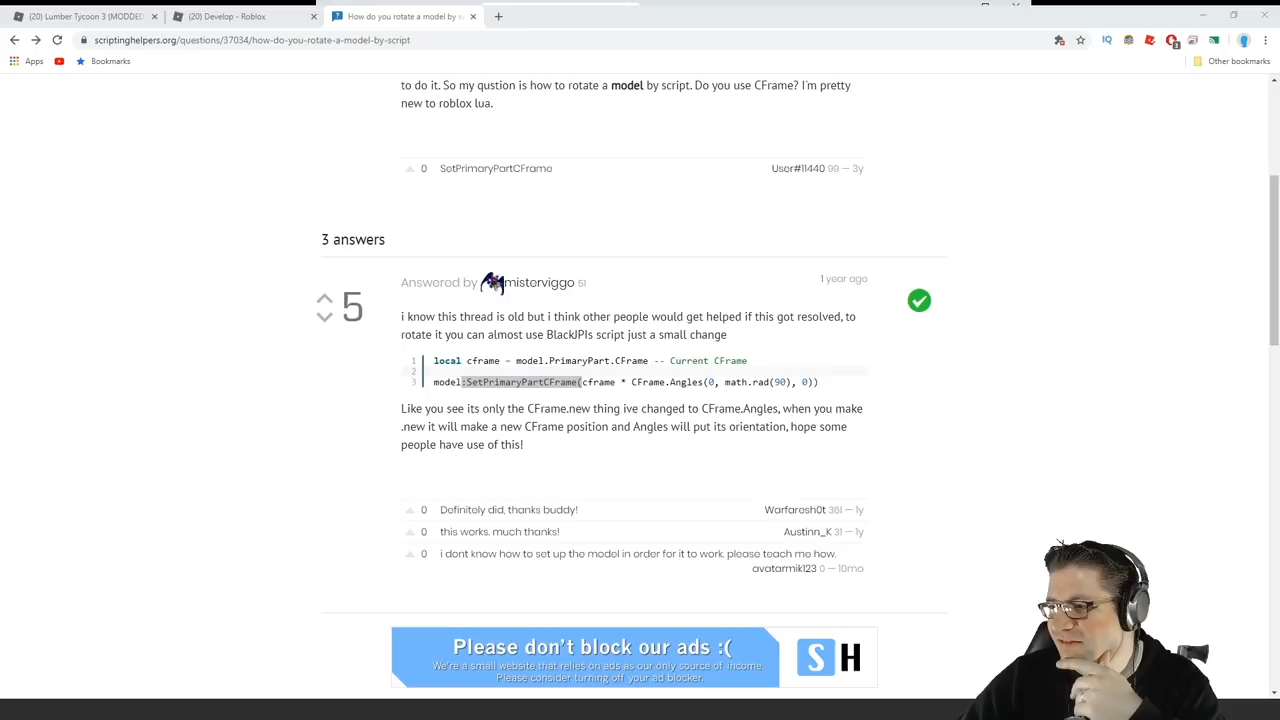 (20) Lumber Tycoon 3 (MODDED
(20) Develop - Roblox
How do you rotate a model by sc
scriptinghelpers.org/questions/37034/how-do-you-rotate-a-model-by-script
Apps
Bookmarks
Other bookmarks
to do it. So my qustion is how to rotate a model by script. Do you use CFrame? I'm pretty
new to roblox lua.
0 SetPrimaryPartCFrame User#11440 99 — 3y
3 answers
Answered by misterviggo 51
1 year ago
5
i know this thread is old but i think other people would get helped if this got resolved, to
rotate it you can almost use BlackJPIs script just a small change
1 local cframe = model.PrimaryPart.CFrame -- Current CFrame
2
3 model:SetPrimaryPartCFrame(cframe * CFrame.Angles(0, math.rad(90), 0))
Like you see its only the CFrame.new thing ive changed to CFrame.Angles, when you make
.new it will make a new CFrame position and Angles will put its orientation, hope some
people have use of this!
0 Definitely did, thanks buddy! Warfaresh0t 361 — 1y
0 this works. much thanks! Austinn_K 31 — 1y
0 i dont know how to set up the model in order for it to work. please teach me how.
avatarmik123 0 — 10mo
Please don't block our ads :(
We're a small website that relies on ads as our only source of income.
Please consider turning off your ad blocker.
SH